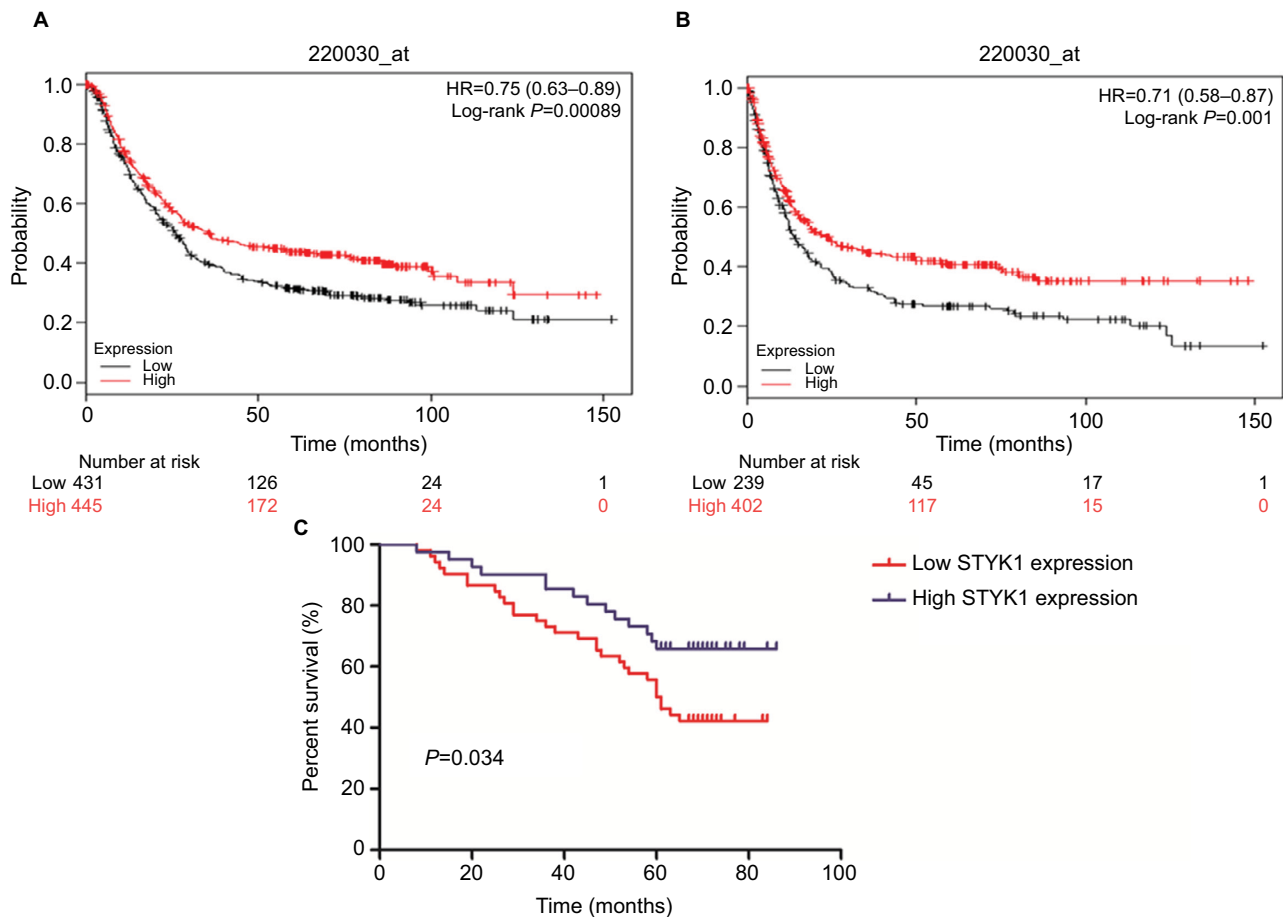 A
220030_at
HR=0.75 (0.63–0.89)
Log-rank P=0.00089
Probability
1.0
0.8
0.6
0.4
0.2
0.0
Expression
Low
High
0 50 100 150
Time (months)
Number at risk
Low 431 126 24 1
High 445 172 24 0
B
220030_at
HR=0.71 (0.58–0.87)
Log-rank P=0.001
Probability
1.0
0.8
0.6
0.4
0.2
0.0
Expression
Low
High
0 50 100 150
Time (months)
Number at risk
Low 239 45 17 1
High 402 117 15 0
C
Percent survival (%)
100
80
60
40
20
0
P=0.034
0 20 40 60 80 100
Time (months)
Low STYK1 expression
High STYK1 expression